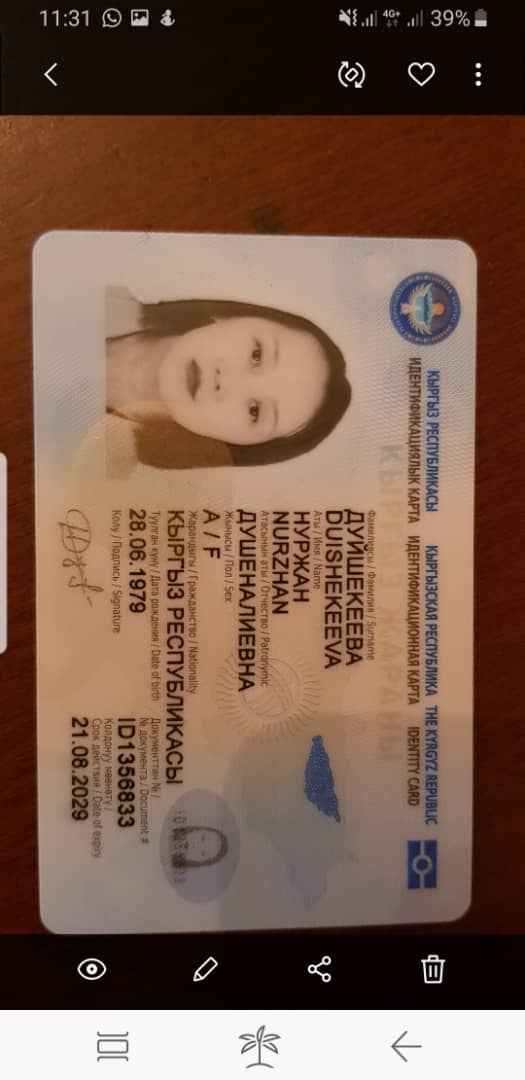 11:31
4G+
39%
КЫРГЫЗ РЕСПУБЛИКАСЫ КЫРГЫЗСКАЯ РЕСПУБЛИКА THE KYRGYZ REPUBLIC
ИДЕНТИФИКАЦИЯЛЫК КАРТА ИДЕНТИФИКАЦИОННАЯ КАРТА IDENTITY CARD
Фамилиясы / Фамилия / Surname
ДУЙШЕКЕЕВА
DUISHEKEEVA
Аты / Имя / Name
НУРЖАН
NURZHAN
Атасынын аты / Отчество / Patronymic
ДУШЕНАЛИЕВНА
Жынысы / Пол / Sex
А / F
Жарандыгы / Гражданство / Nationality
КЫРГЫЗ РЕСПУБЛИКАСЫ
Туулган күнү / Дата рождения / Date of birth
28.06.1979
Документтин № /
№ документа / Document #
ID1356833
Колу / Подпись / Signature
Колдонуу мөөнөтү /
Срок действия / Date of expiry
21.08.2029